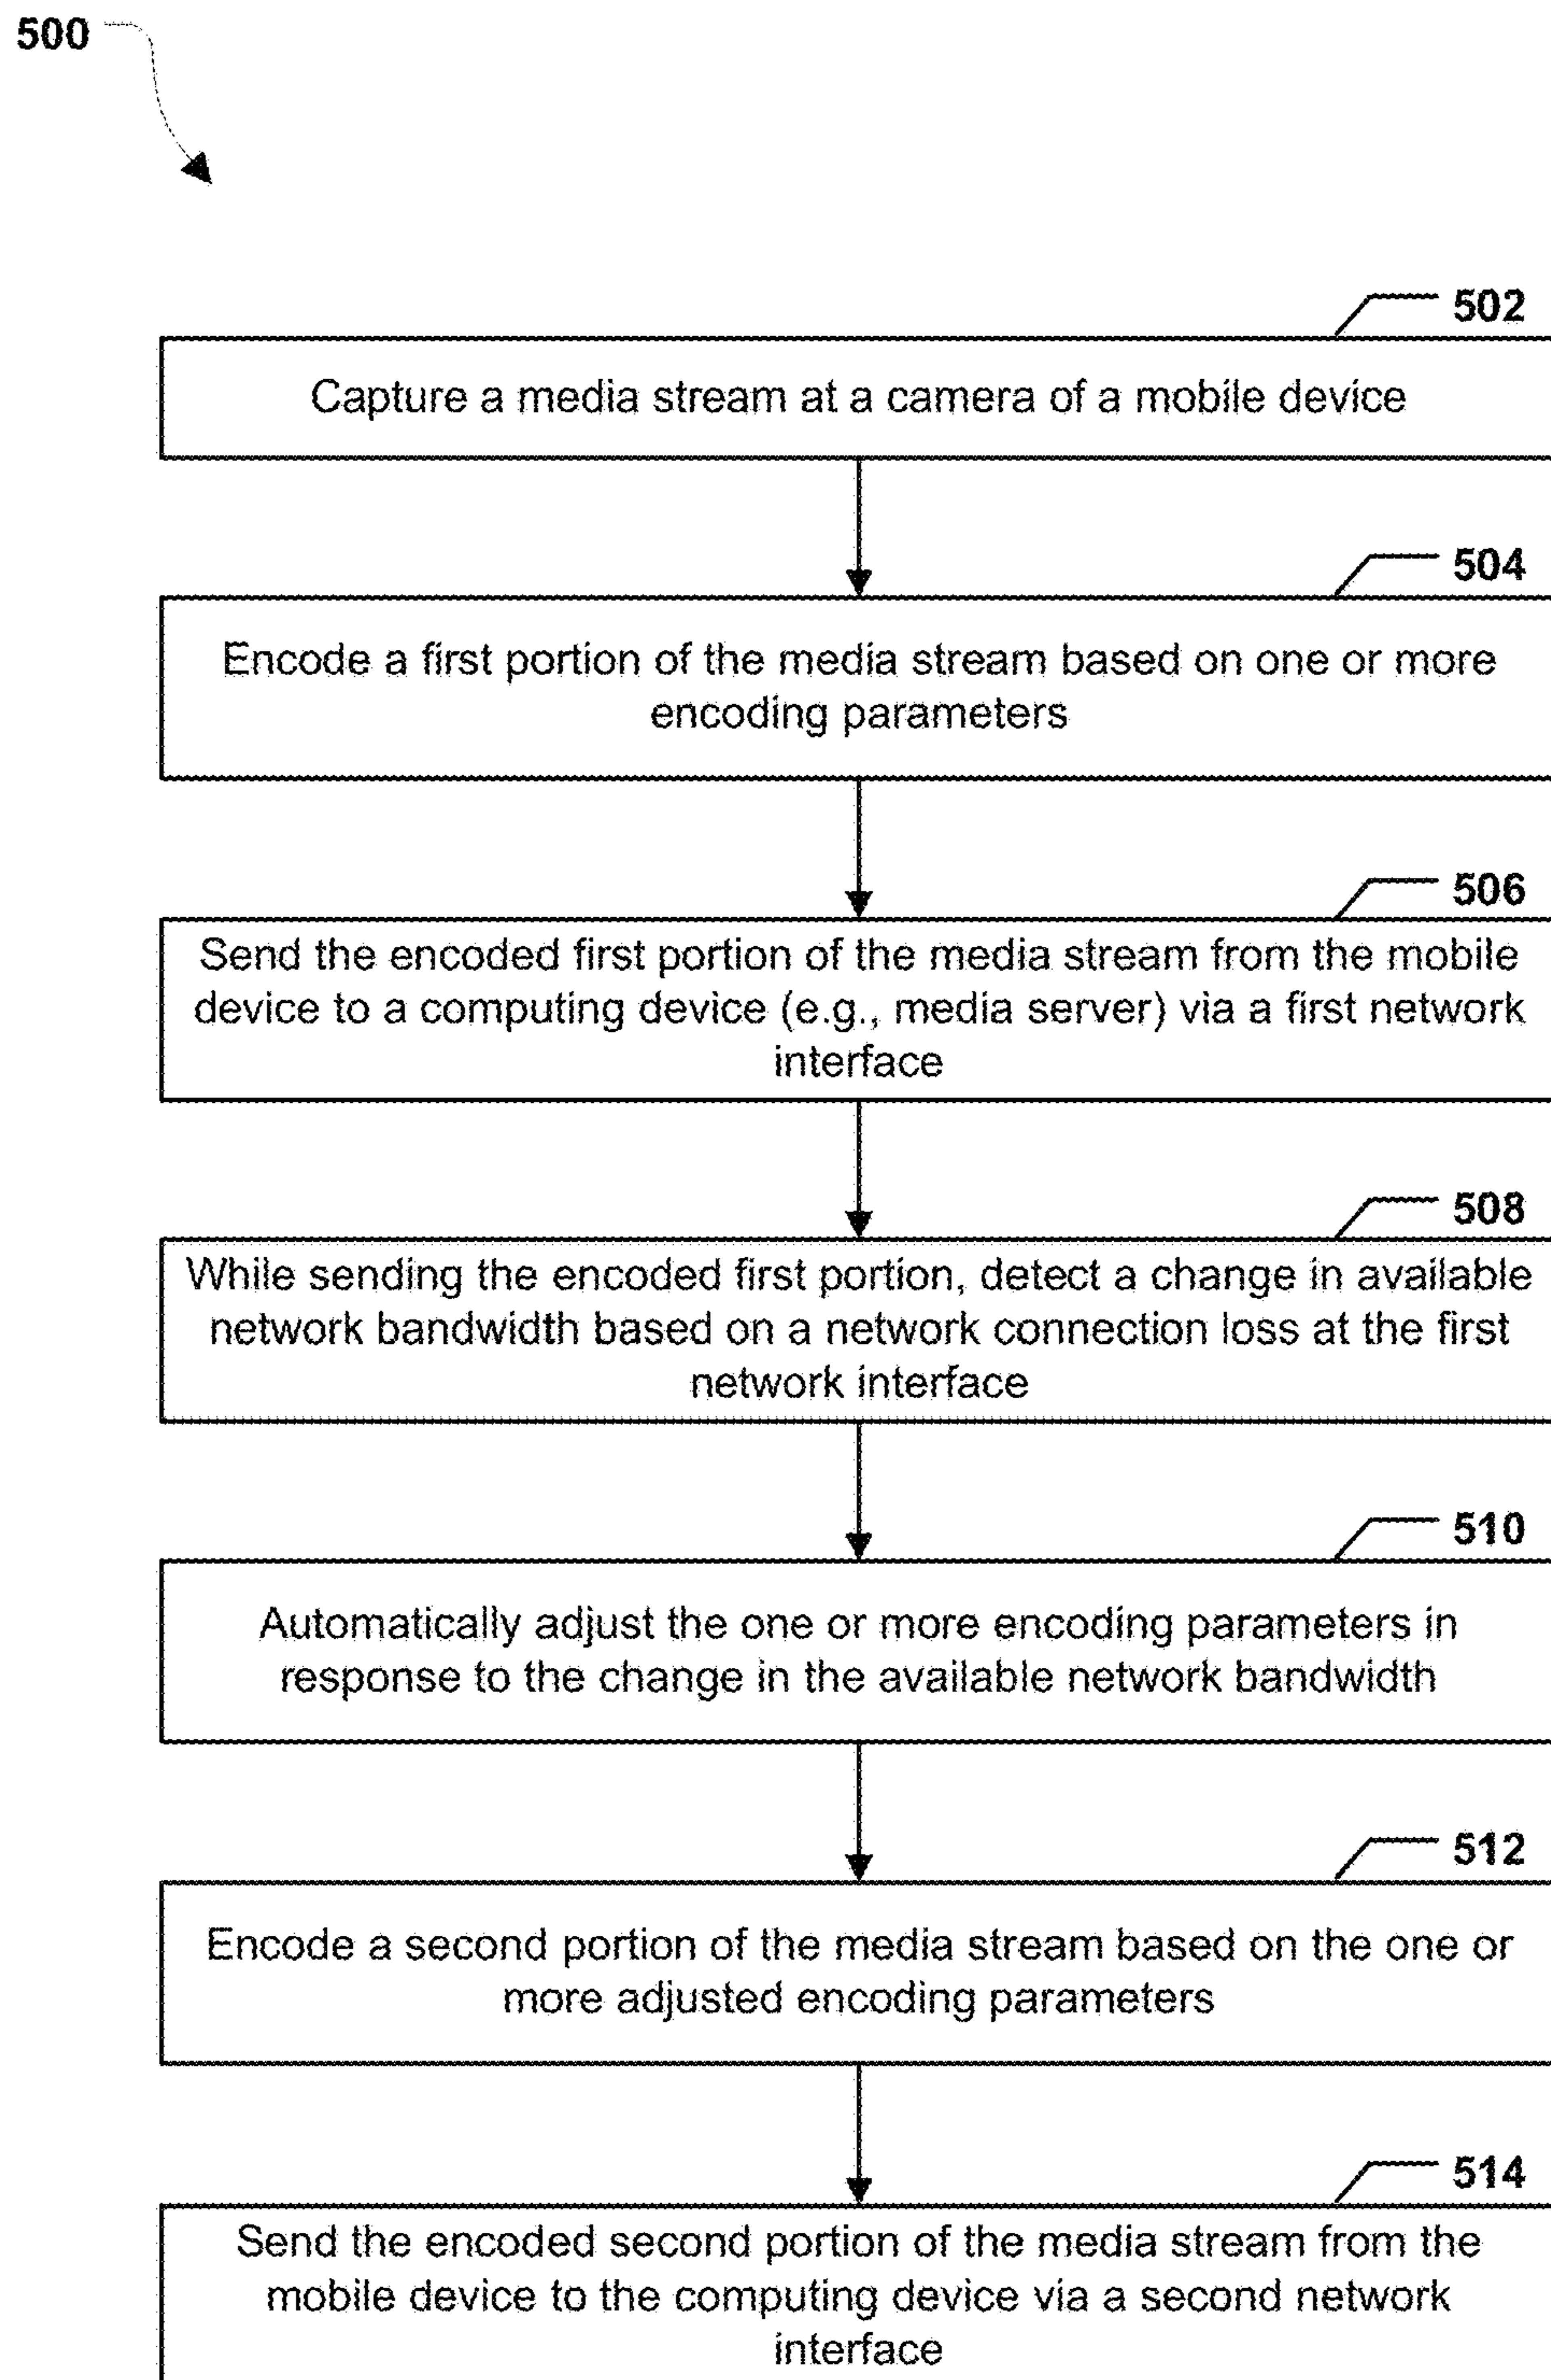 500
502
Capture a media stream at a camera of a mobile device
504
Encode a first portion of the media stream based on one or more
encoding parameters
506
Send the encoded first portion of the media stream from the mobile
device to a computing device (e.g., media server) via a first network
interface
508
While sending the encoded first portion, detect a change in available
network bandwidth based on a network connection loss at the first
network interface
510
Automatically adjust the one or more encoding parameters in
response to the change in the available network bandwidth
512
Encode a second portion of the media stream based on the one or
more adjusted encoding parameters
514
Send the encoded second portion of the media stream from the
mobile device to the computing device via a second network
interface